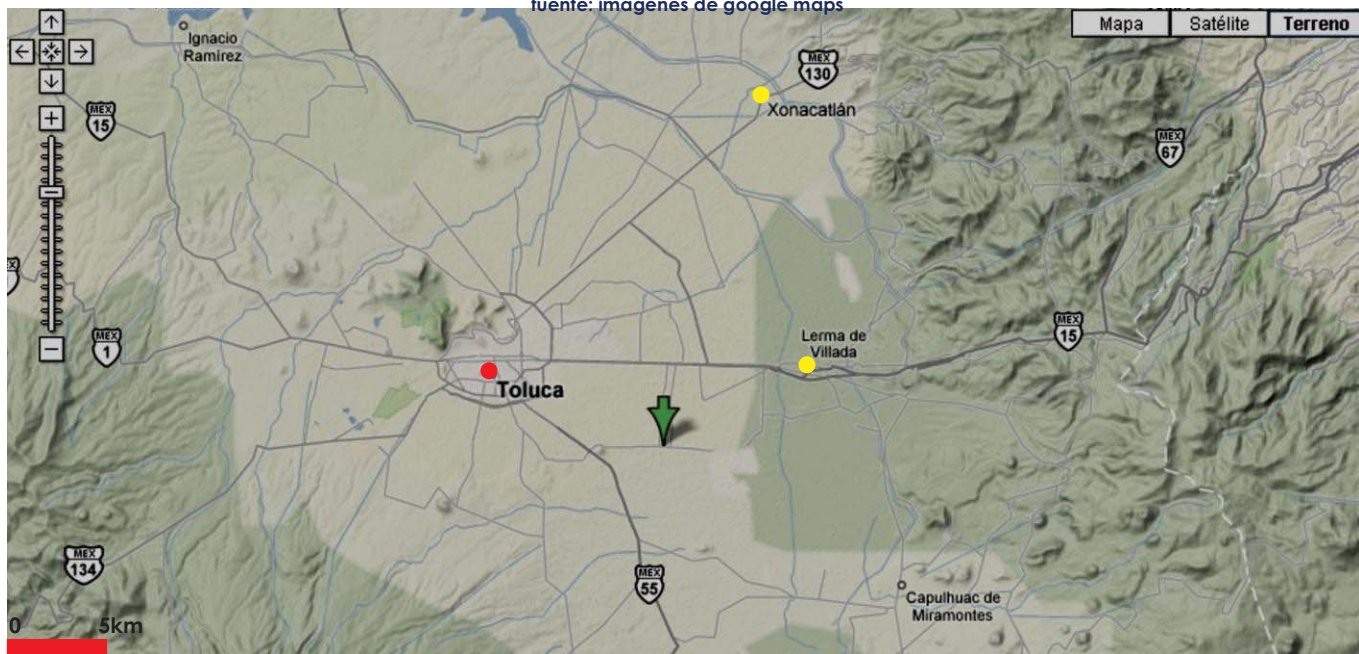 fuente: imágenes de google maps
Mapa Satélite Terreno
Ignacio
Ramírez
MEX
130
Xonacatlán
MEX
15
MEX
67
MEX
1
Lerma de
Villada
MEX
15
Toluca
MEX
134
MEX
55
Capulhuac de
Miramontes
0 5km